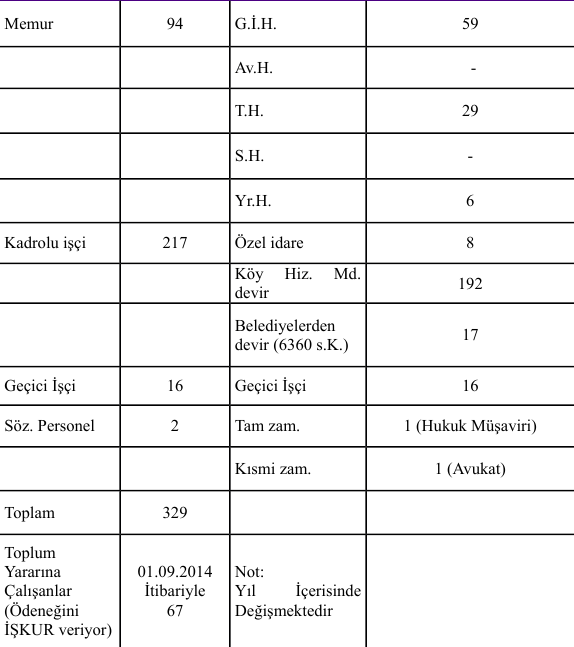 Memur 94 G.İ.H. 59
Av.H. -
T.H. 29
S.H. -
Yr.H. 6
Kadrolu işçi 217 Özel idare 8
Köy Hiz. Md.
devir 192
Belediyelerden
devir (6360 s.K.) 17
Geçici İşçi 16 Geçici İşçi 16
Söz. Personel 2 Tam zam. 1 (Hukuk Müşaviri)
Kısmi zam. 1 (Avukat)
Toplam 329
Toplum
Yararına
Çalışanlar
(Ödeneğini
İŞKUR veriyor)
01.09.2014
İtibariyle
67
Not:
Yıl İçerisinde
Değişmektedir